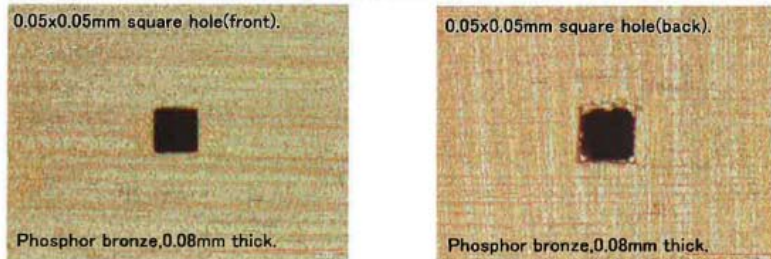 0.05x0.05mm square hole(front).
Phosphor bronze,0.08mm thick.
0.05x0.05mm square hole(back).
Phosphor bronze,0.08mm thick.